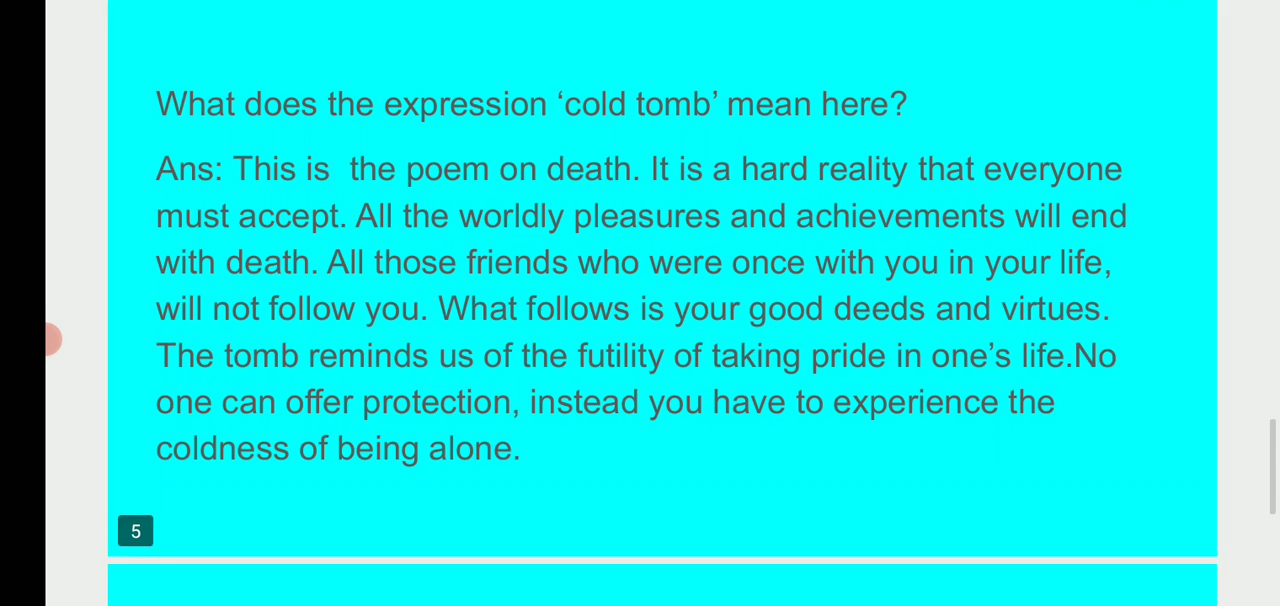 What does the expression ‘cold tomb’ mean here?
Ans: This is  the poem on death. It is a hard reality that everyone
must accept. All the worldly pleasures and achievements will end
with death. All those friends who were once with you in your life,
will not follow you. What follows is your good deeds and virtues.
The tomb reminds us of the futility of taking pride in one’s life.No
one can offer protection, instead you have to experience the
coldness of being alone.
5